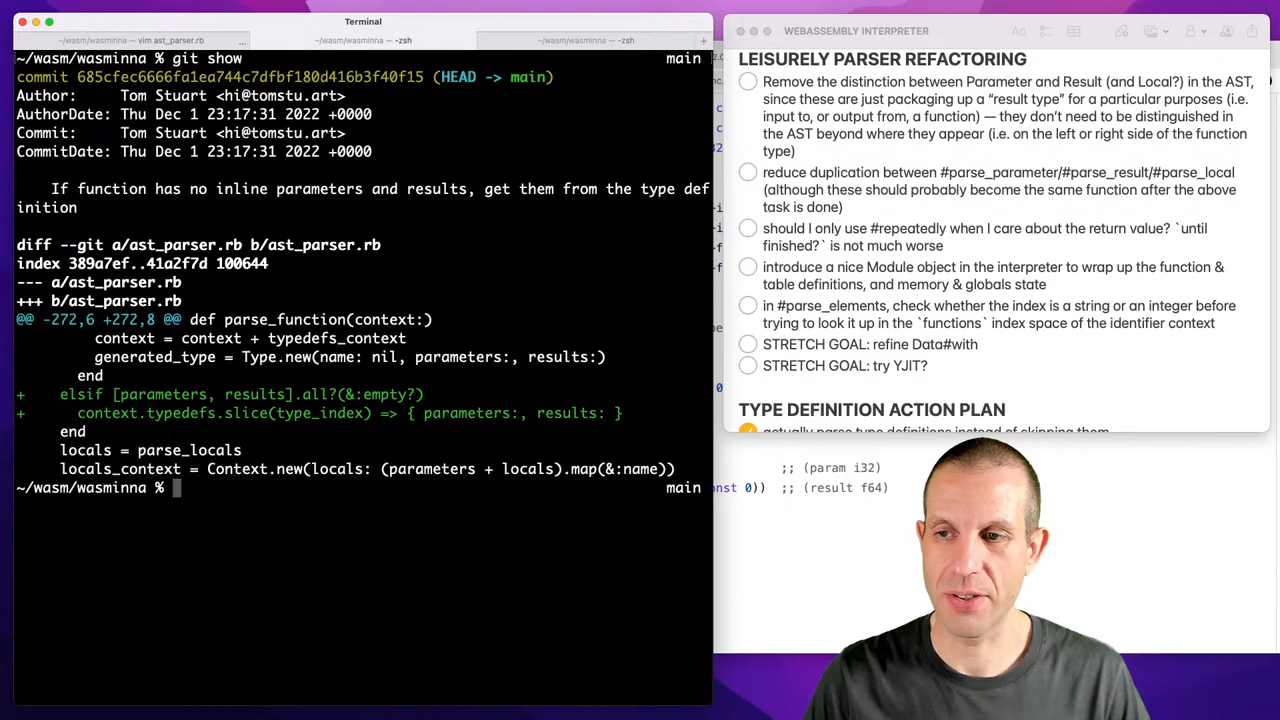 Terminal
~/wasm/wasminna — vim ast_parser.rb
...
~/wasm/wasminna — -zsh
~/wasm/wasminna — -zsh
+
~/wasm/wasminna % git show main
commit 685cfec6666fa1ea744c7dfbf180d416b3f40f15 (HEAD -> main)
Author: Tom Stuart <hi@tomstu.art>
AuthorDate: Thu Dec 1 23:17:31 2022 +0000
Commit: Tom Stuart <hi@tomstu.art>
CommitDate: Thu Dec 1 23:17:31 2022 +0000
If function has no inline parameters and results, get them from the type def
inition
diff --git a/ast_parser.rb b/ast_parser.rb
index 389a7ef..41a2f7d 100644
--- a/ast_parser.rb
+++ b/ast_parser.rb
@@ -272,6 +272,8 @@ def parse_function(context:)
context = context + typedefs_context
generated_type = Type.new(name: nil, parameters:, results:)
end
+ elsif [parameters, results].all?(&:empty?)
+ context.typedefs.slice(type_index) => { parameters:, results: }
end
locals = parse_locals
locals_context = Context.new(locals: (parameters + locals).map(&:name))
~/wasm/wasminna % main
WEBASSEMBLY INTERPRETER
LEISURELY PARSER REFACTORING
Remove the distinction between Parameter and Result (and Local?) in the AST,
since these are just packaging up a “result type” for a particular purposes (i.e.
input to, or output from, a function) — they don’t need to be distinguished in
the AST beyond where they appear (i.e. on the left or right side of the function
type)
reduce duplication between #parse_parameter/#parse_result/#parse_local
(although these should probably become the same function after the above
task is done)
should I only use #repeatedly when I care about the return value? `until
finished?` is not much worse
introduce a nice Module object in the interpreter to wrap up the function &
table definitions, and memory & globals state
in #parse_elements, check whether the index is a string or an integer before
trying to look it up in the `functions` index space of the identifier context
STRETCH GOAL: refine Data#with
STRETCH GOAL: try YJIT?
TYPE DEFINITION ACTION PLAN
actually parse type definitions instead of skipping them
;; (param i32)
const 0)) ;; (result f64)